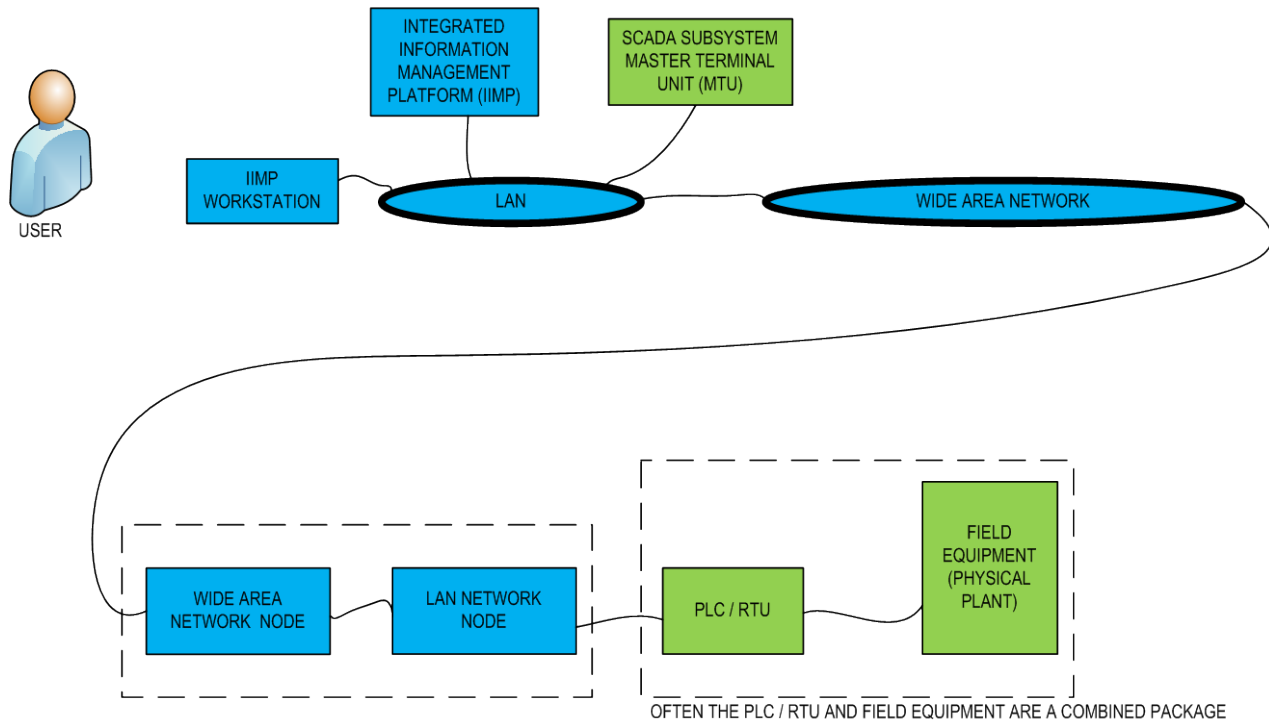 INTEGRATED
INFORMATION
MANAGEMENT
PLATFORM (IIMP)
SCADA SUBSYSTEM
MASTER TERMINAL
UNIT (MTU)
USER
IIMP
WORKSTATION
LAN
WIDE AREA NETWORK
WIDE AREA
NETWORK NODE
LAN NETWORK
NODE
PLC / RTU
FIELD
EQUIPMENT
(PHYSICAL
PLANT)
OFTEN THE PLC / RTU AND FIELD EQUIPMENT ARE A COMBINED PACKAGE